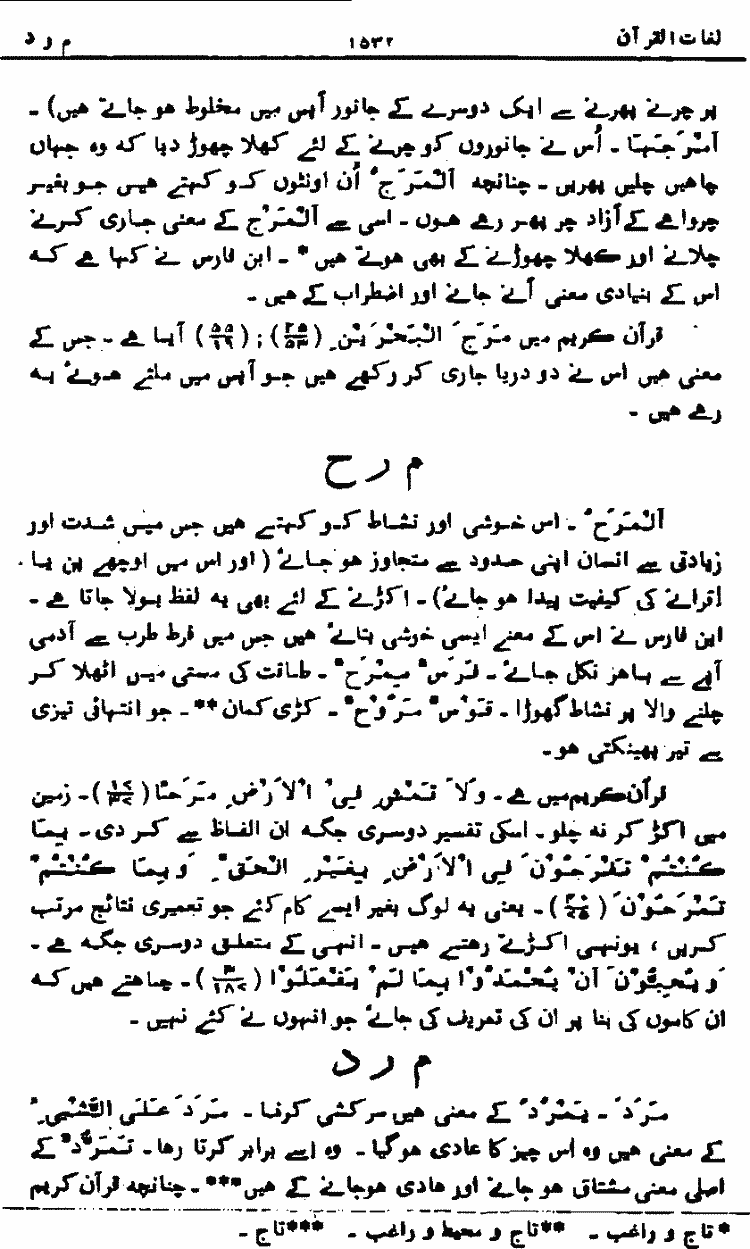 لغات القرآن ۱۵۳۲ م ر د
پر چرنے پھرنے سے ایک دوسرے کے جانور آپس میں مخلوط ہو جاتے ہیں) ۔
اَمْرَجَھَا ۔ اُس نے جانوروں کو چرنے کے لئے کھلا چھوڑ دیا کہ وہ جہاں
چاہیں چلیں پھریں ۔ چنانچہ اَلْمَرَجُ اُن اونٹوں کو کہتے ہیں جو بغیر
چرواہے کے آزاد چر پھر رہے ہوں ۔ اسی سے اَلْمَرْج کے معنی جاری کرنے
چلانے اور کھلا چھوڑنے کے بھی ہوتے ہیں* ۔ ابن فارس نے کہا ہے کہ
اس کے بنیادی معنی آنے جانے اور اضطراب کے ہیں ۔
قرآن کریم میں مَرَجَ الْبَحْرَیْنِ (۲۵/۵۳) ; (۵۵/۱۹) آیا ہے ۔ جس کے
معنی ہیں اس نے دو دریا جاری کر رکھے ہیں جو آپس میں ملتے ہوئے بہ
رہے ہیں ۔
م ر ح
اَلْمَرَحُ ۔ اس خوشی اور نشاط کو کہتے ہیں جس میں شدت اور
زیادتی سے انسان اپنی حدود سے متجاوز ہو جائے (اور اس میں اوچھے پن یا
اِترانے کی کیفیت پیدا ہو جائے) ۔ اکڑنے کے لئے بھی یہ لفظ بولا جاتا ہے ۔
ابن فارس نے اس کے معنے ایسی خوشی بتائے ہیں جس میں فرط طرب سے آدمی
آپے سے باہر نکل جائے ۔ فَرَسٌ مِمْرَحٌ ۔ طاقت کی مستی میں اٹھلا کر
چلنے والا پر نشاط گھوڑا ۔ قَوْسٌ مَرُوْحٌ ۔ کڑی کمان** ۔ جو انتہائی تیزی
سے تیر پھینکتی ہو ۔
قرآن کریم میں ہے ۔ وَلَا تَمْشِ فِی الْاَرْضِ مَرَحًا (۱۷/۳۷) ۔ زمین
میں اکڑ کر نہ چلو ۔ اسکی تفسیر دوسری جگہ ان الفاظ سے کر دی ۔ بِمَا
کُنْتُمْ تَفْرَحُوْنَ فِی الْاَرْضِ بِغَیْرِ الْحَقِّ وَ بِمَا کُنْتُمْ
تَمْرَحُوْنَ (۴۰/۷۵) ۔ یعنی یہ لوگ بغیر ایسے کام کئے جو تعمیری نتائج مرتب
کریں ، یونہی اکڑتے رہتے ہیں ۔ انہی کے متعلق دوسری جگہ ہے ۔
وَ یُحِبُّوْنَ اَنْ یُحْمَدُوْا بِمَا لَمْ یَفْعَلُوْا (۳/۱۸۷) ۔ چاہتے ہیں کہ
ان کاموں کی بنا پر ان کی تعریف کی جائے جو انہوں نے کئے نہیں ۔
م ر د
مَرَدَ ۔ یَمْرُدُ کے معنی ہیں سرکشی کرنا ۔ مَرَدَ عَلَی الشَّیْیِٔ
کے معنی ہیں وہ اس چیز کا عادی ہوگیا ۔ وہ اسے برابر کرتا رہا ۔ تَمَرُّدٌ کے
اصلی معنی مشتاق ہو جانے اور عادی ہوجانے کے ہیں*** ۔ چنانچہ قرآن کریم
*تاج و راغب ۔ **تاج و محیط و راغب ۔ ***تاج ۔